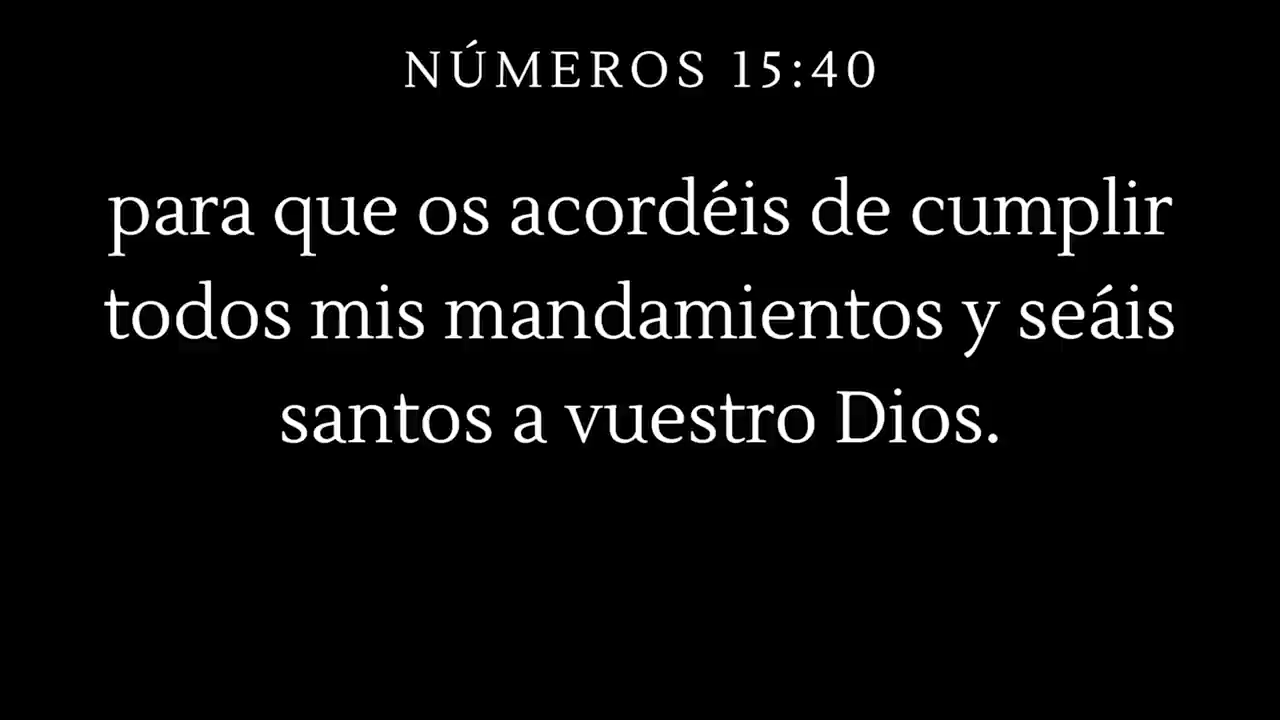 NÚMEROS 15:40
para que os acordéis de cumplir
todos mis mandamientos y seáis
santos a vuestro Dios.